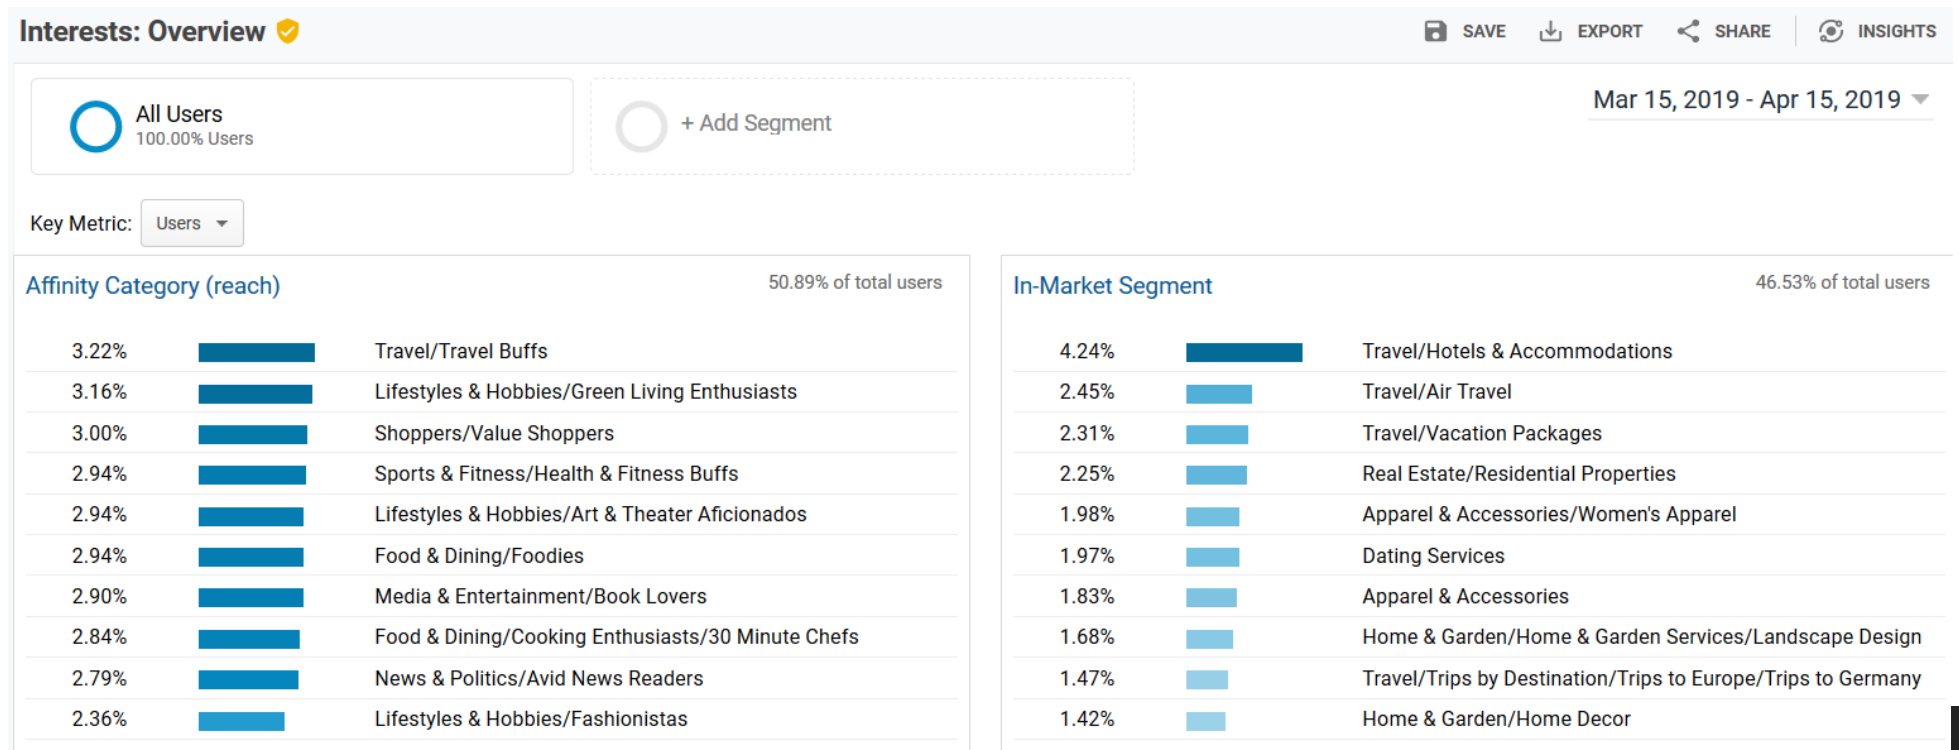 Interests: Overview
SAVE EXPORT SHARE INSIGHTS
All Users
100.00% Users
+ Add Segment
Mar 15, 2019 - Apr 15, 2019
Key Metric: Users
Affinity Category (reach) 50.89% of total users
3.22% Travel/Travel Buffs
3.16% Lifestyles & Hobbies/Green Living Enthusiasts
3.00% Shoppers/Value Shoppers
2.94% Sports & Fitness/Health & Fitness Buffs
2.94% Lifestyles & Hobbies/Art & Theater Aficionados
2.94% Food & Dining/Foodies
2.90% Media & Entertainment/Book Lovers
2.84% Food & Dining/Cooking Enthusiasts/30 Minute Chefs
2.79% News & Politics/Avid News Readers
2.36% Lifestyles & Hobbies/Fashionistas
In-Market Segment 46.53% of total users
4.24% Travel/Hotels & Accommodations
2.45% Travel/Air Travel
2.31% Travel/Vacation Packages
2.25% Real Estate/Residential Properties
1.98% Apparel & Accessories/Women's Apparel
1.97% Dating Services
1.83% Apparel & Accessories
1.68% Home & Garden/Home & Garden Services/Landscape Design
1.47% Travel/Trips by Destination/Trips to Europe/Trips to Germany
1.42% Home & Garden/Home Decor